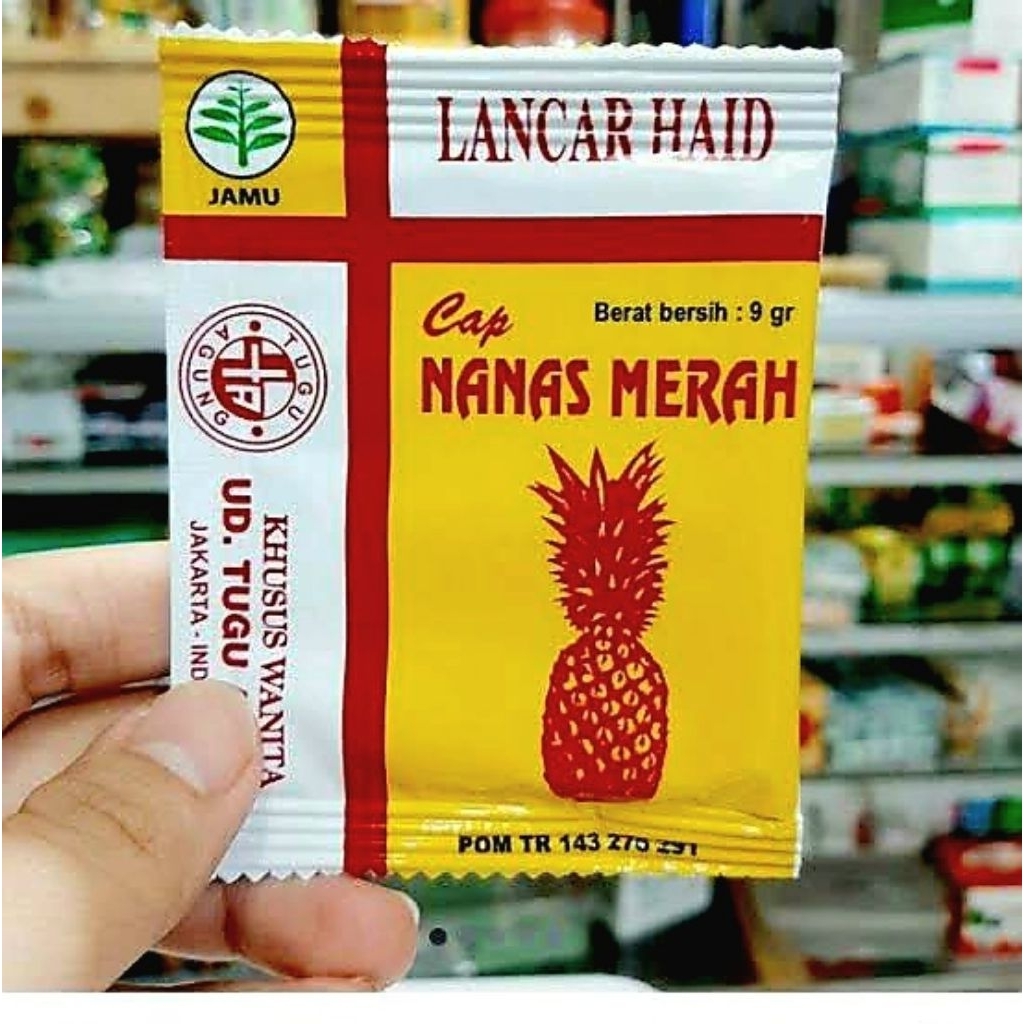 JAMU
LANCAR HAID
Cap
Berat bersih : 9 gr
NANAS MERAH
TUGU
AGUNG
KHUSUS WANITA
UD. TUGU
JAKARTA - IND
POM TR 143 276 291